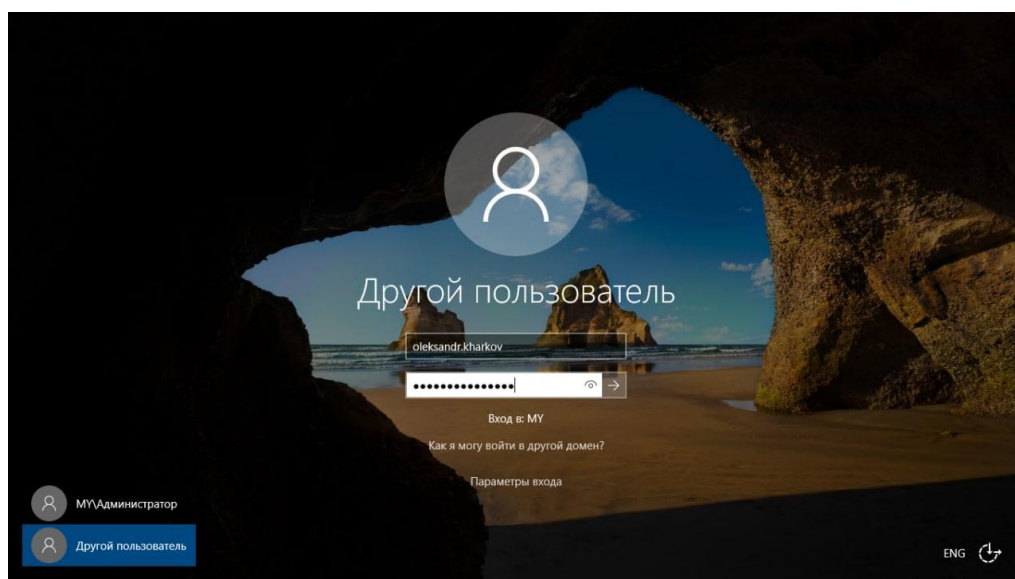 Другой пользователь
oleksandr.kharkov
•••••••••••••••
Вход в: MY
Как я могу войти в другой домен?
Параметры входа
MY\Администратор
Другой пользователь
ENG